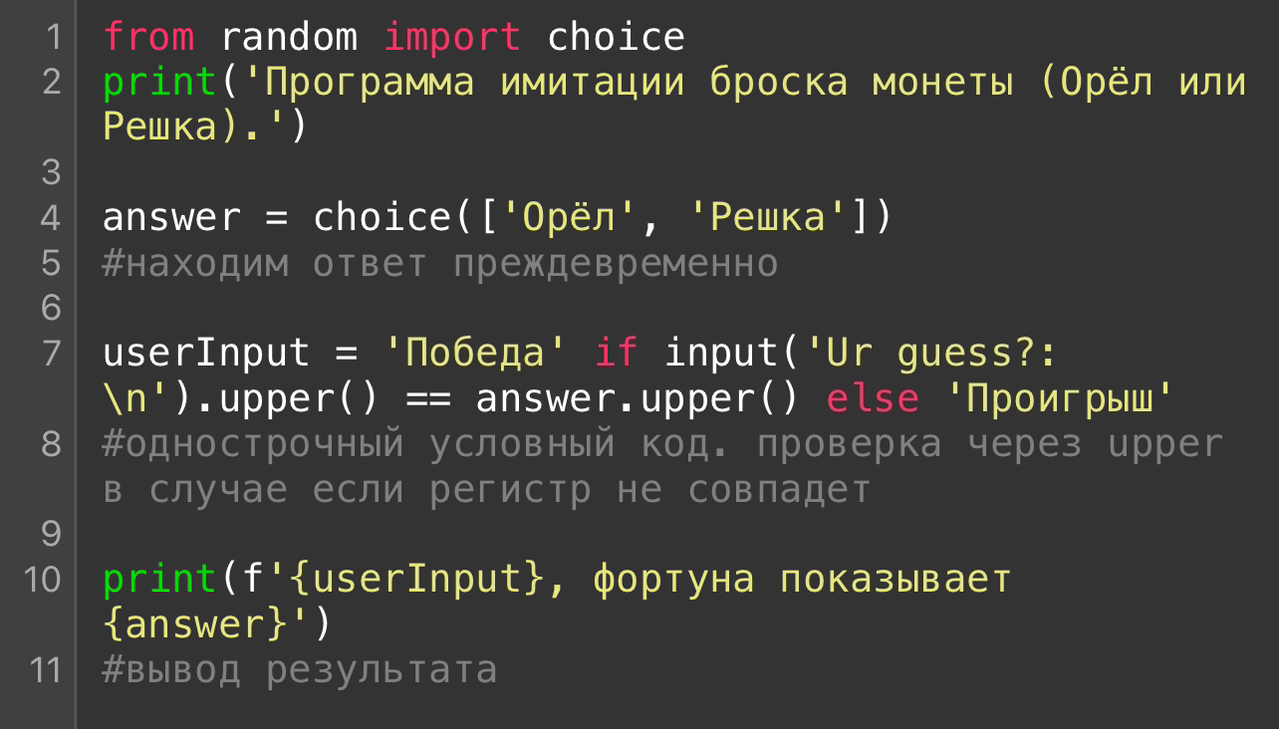 1 from random import choice
2 print('Программа имитации броска монеты (Орёл или
Решка).')
3
4 answer = choice(['Орёл', 'Решка'])
5 #находим ответ преждевременно
6
7 userInput = 'Победа' if input('Ur guess?:
\n').upper() == answer.upper() else 'Проигрыш'
8 #однострочный условный код. проверка через upper
в случае если регистр не совпадет
9
10 print(f'{userInput}, фортуна показывает
{answer}')
11 #вывод результата